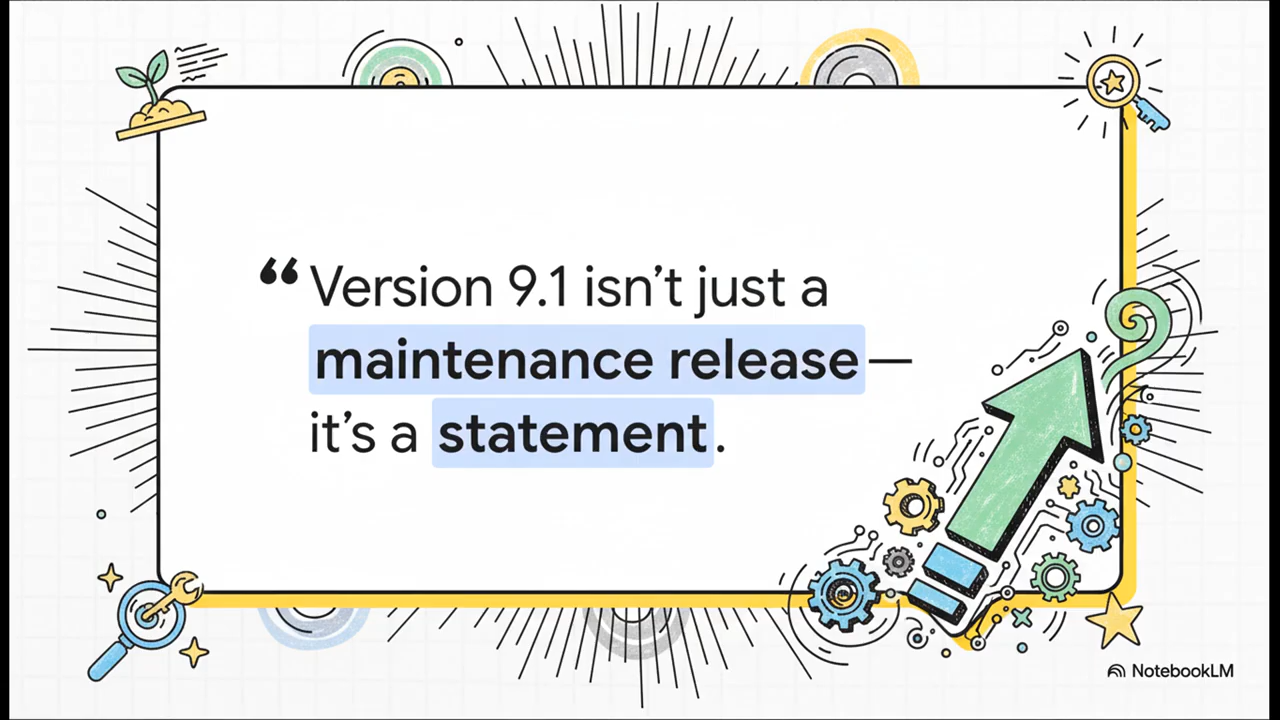 “Version 9.1 isn’t just a
maintenance release—
it’s a statement.
NotebookLM